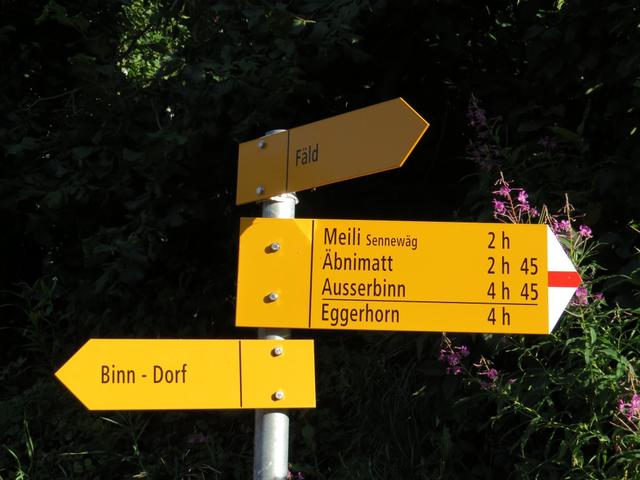 Fäld
Meili Sennewäg 2 h
Äbnimatt 2 h 45
Ausserbinn 4 h 45
Eggerhorn 4 h
Binn - Dorf